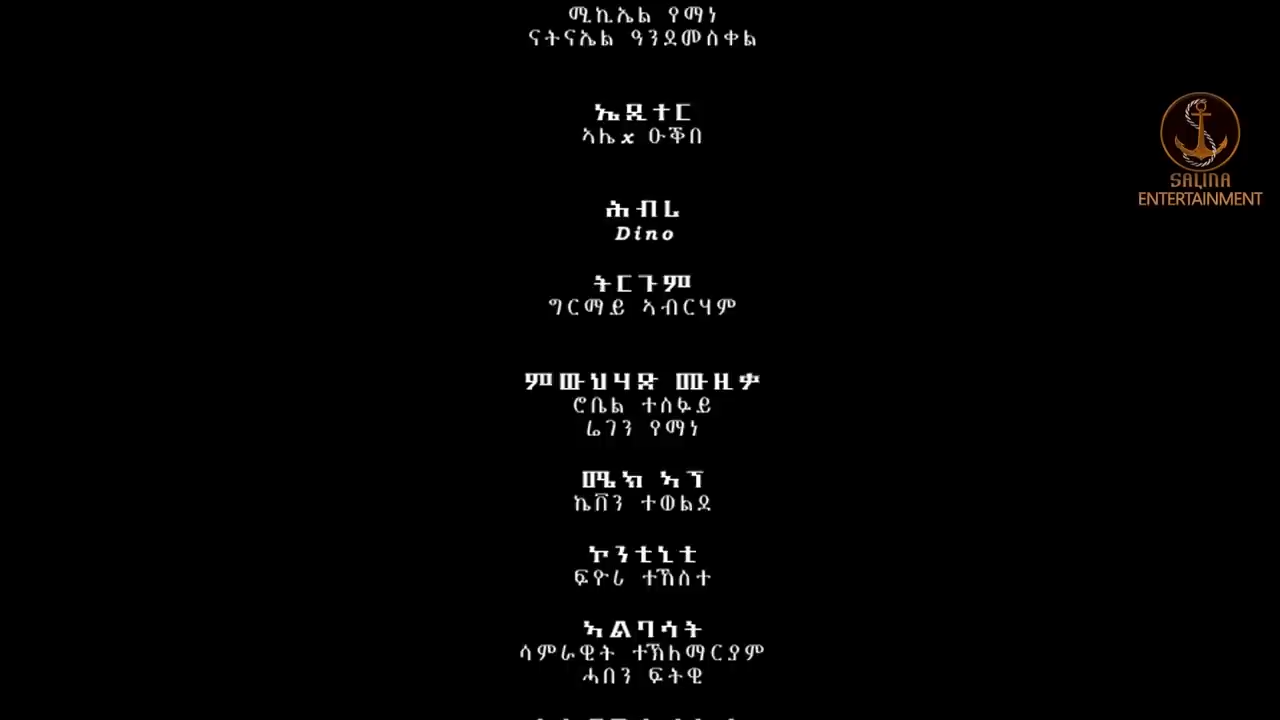 ሚኪኤል የማነ
ናትናኤል ዓንደመስቀል
ኤዲተር
ኣሌx ዑቕበ
ሕብሪ
Dino
ትርጉም
ግርማይ ኣብርሃም
ምውህሃድ ሙዚቃ
ሮቤል ተስፋይ
ሬገን የማነ
ሜክ ኣፕ
ኬቨን ተወልደ
ኮንቲኒቲ
ፍዮሪ ተኸስተ
ኣልባሳት
ሳምራዊት ተኽለማርያም
ሓበን ፍትዊ
SALINA
ENTERTAINMENT